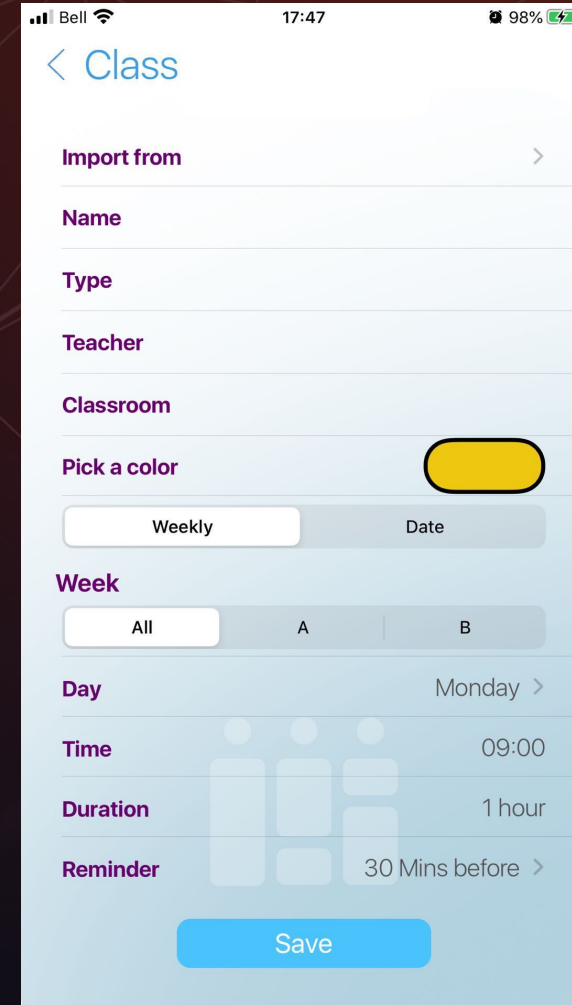 Bell 17:47 98%
Class
Import from
Name
Type
Teacher
Classroom
Pick a color
Weekly Date
Week
All A B
Day Monday
Time 09:00
Duration 1 hour
Reminder 30 Mins before
Save